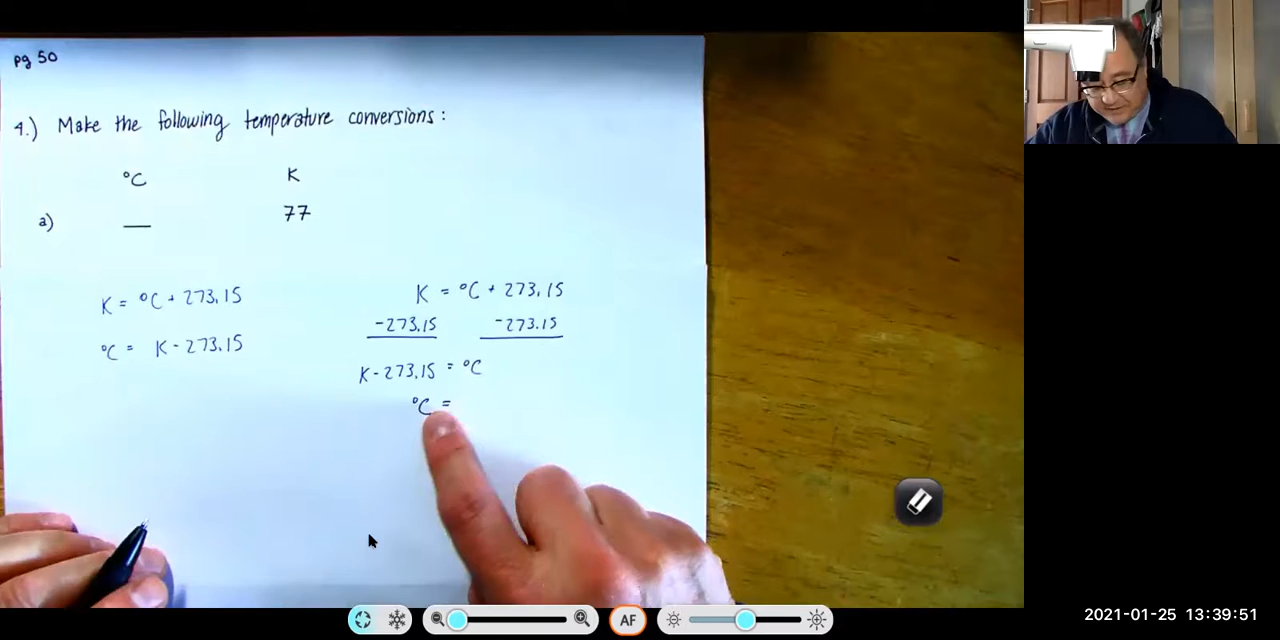 pg 50
4.) Make the following temperature conversions:
°C K
a) __ 77
K = °C + 273.15
°C = K - 273.15
K = °C + 273.15
-273.15 -273.15
K - 273.15 = °C
°C =
AF
2021-01-25 13:39:51